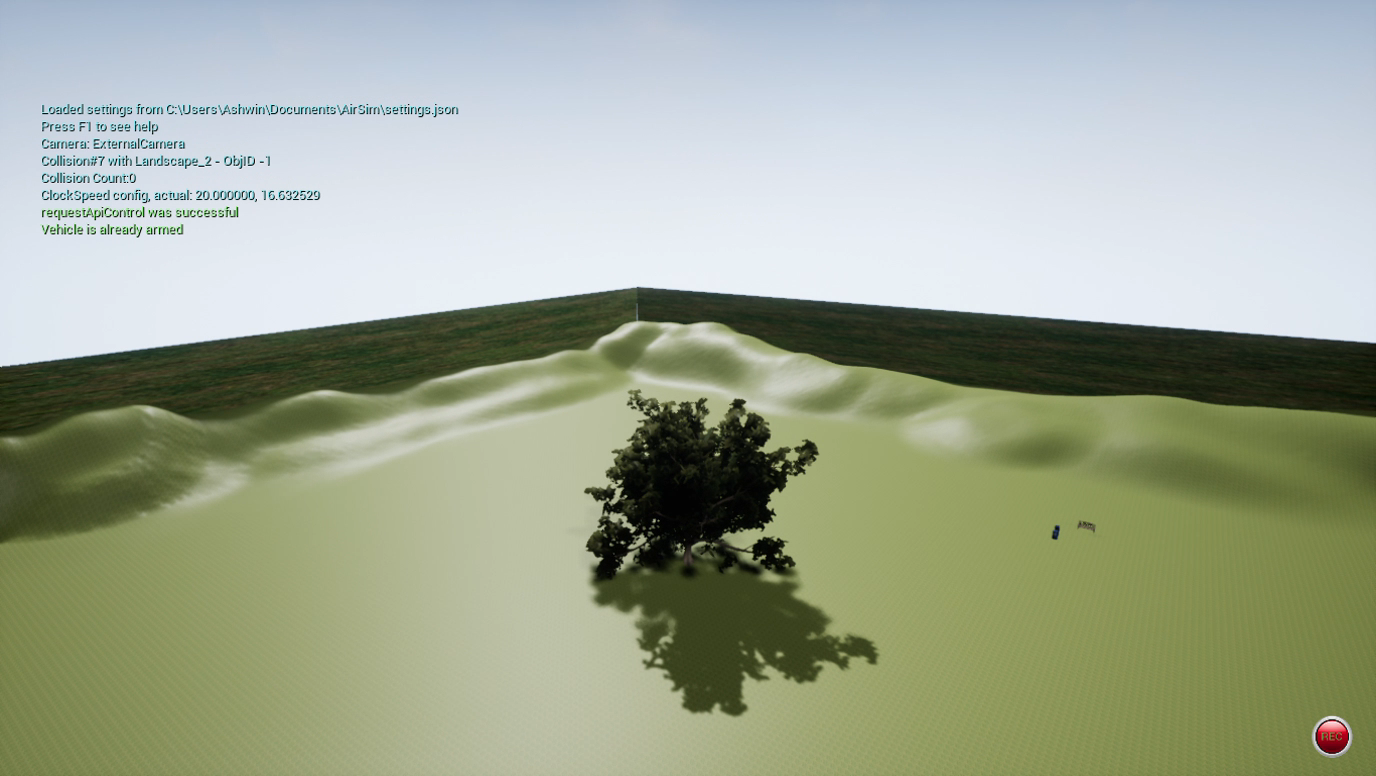 Loaded settings from C:\Users\Ashwin\Documents\AirSim\settings.json
Press F1 to see help
Camera: ExternalCamera
Collision#7 with Landscape_2 - ObjID -1
Collision Count:0
ClockSpeed config, actual: 20.000000, 16.632529
requestApiControl was successful
Vehicle is already armed
REC